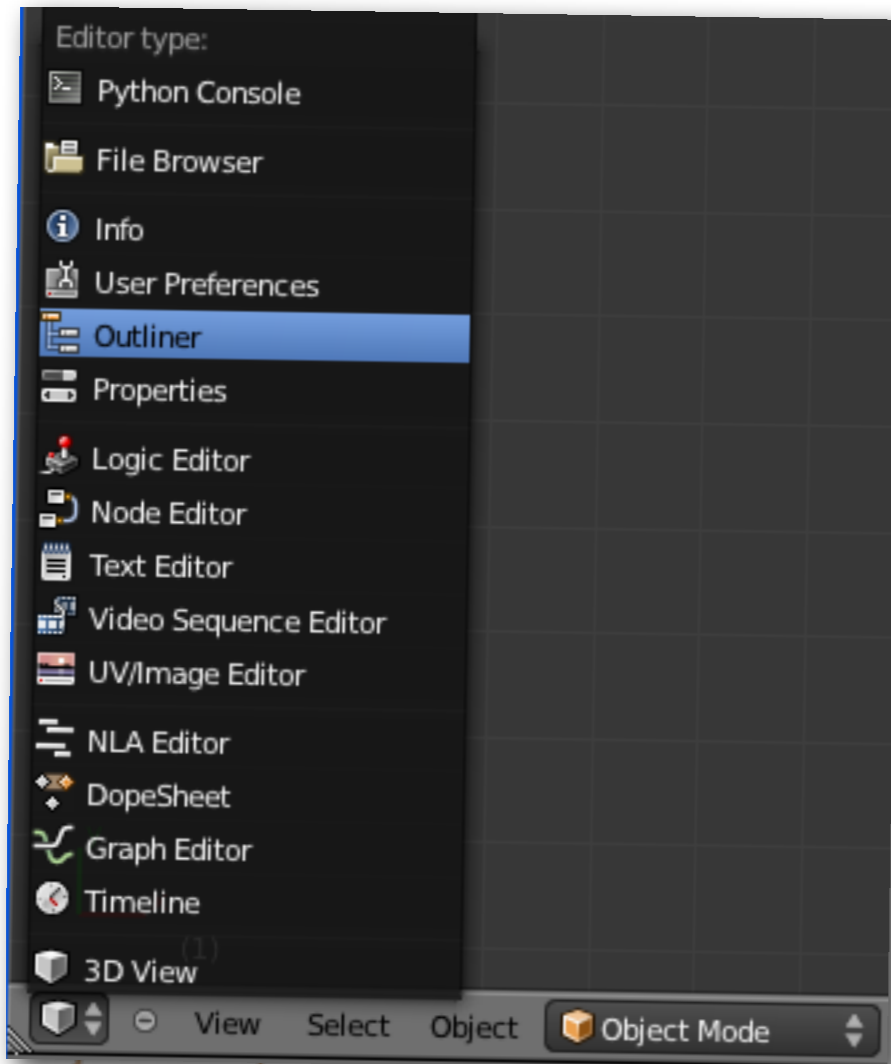 Editor type:
Python Console
File Browser
Info
User Preferences
Outliner
Properties
Logic Editor
Node Editor
Text Editor
Video Sequence Editor
UV/Image Editor
NLA Editor
DopeSheet
Graph Editor
Timeline
(1)
3D View
View Select Object Object Mode